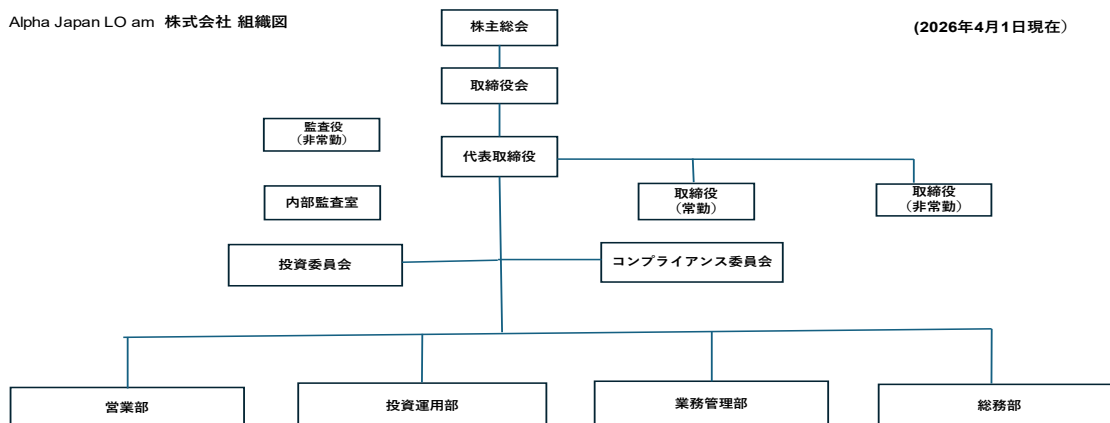 Alpha Japan LO am 株式会社 組織図
(2026年4月1日現在）
株主総会
取締役会
監査役
（非常勤）
代表取締役
内部監査室
取締役
（常勤）
取締役
（非常勤）
投資委員会
コンプライアンス委員会
営業部
投資運用部
業務管理部
総務部